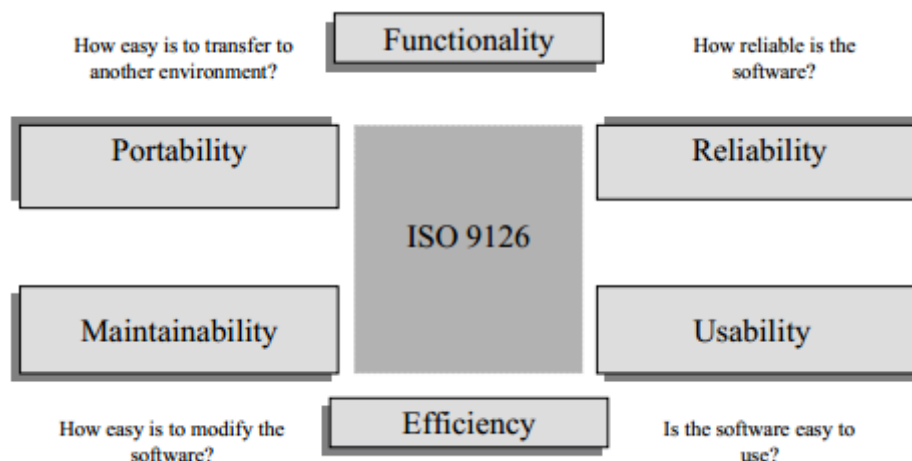 Functionality
How easy is to transfer to
another environment?
How reliable is the
software?
Portability
Reliability
ISO 9126
Maintainability
Usability
Efficiency
How easy is to modify the
software?
Is the software easy to
use?